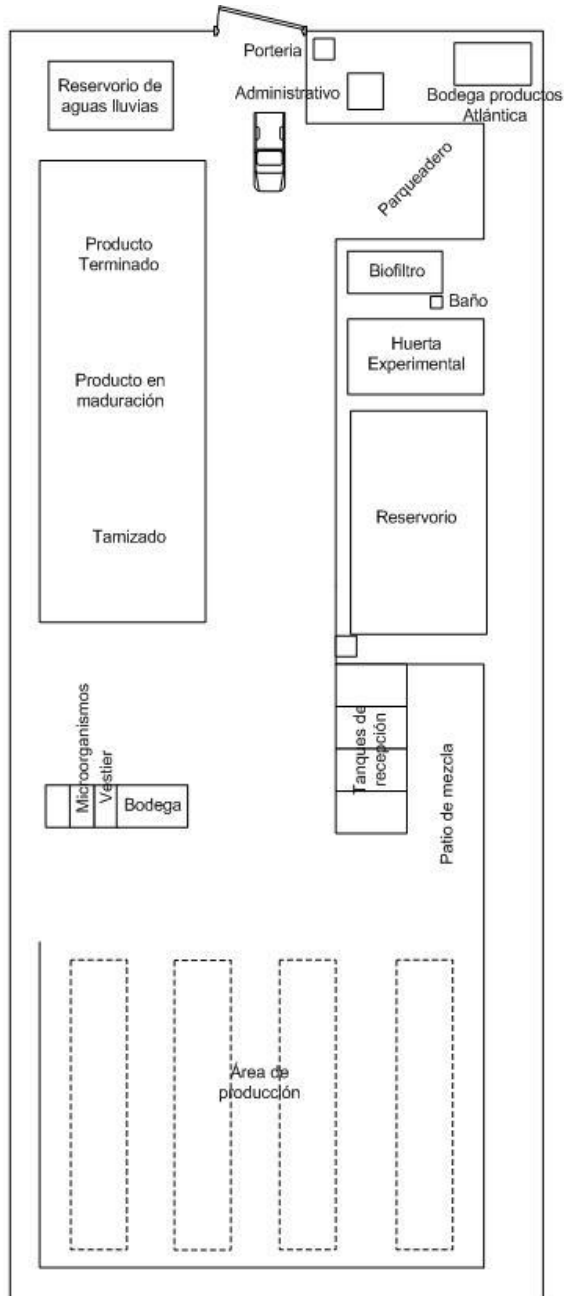 Porteria
Reservorio de
aguas lluvias
Administrativo
Bodega productos
Atlántica
Parqueadero
Producto
Terminado
Biofiltro
Baño
Huerta
Experimental
Producto en
maduración
Reservorio
Tamizado
Microorganismos
Vestier
Bodega
Tanques de
recepción
Patio de mezcla
Área de
producción